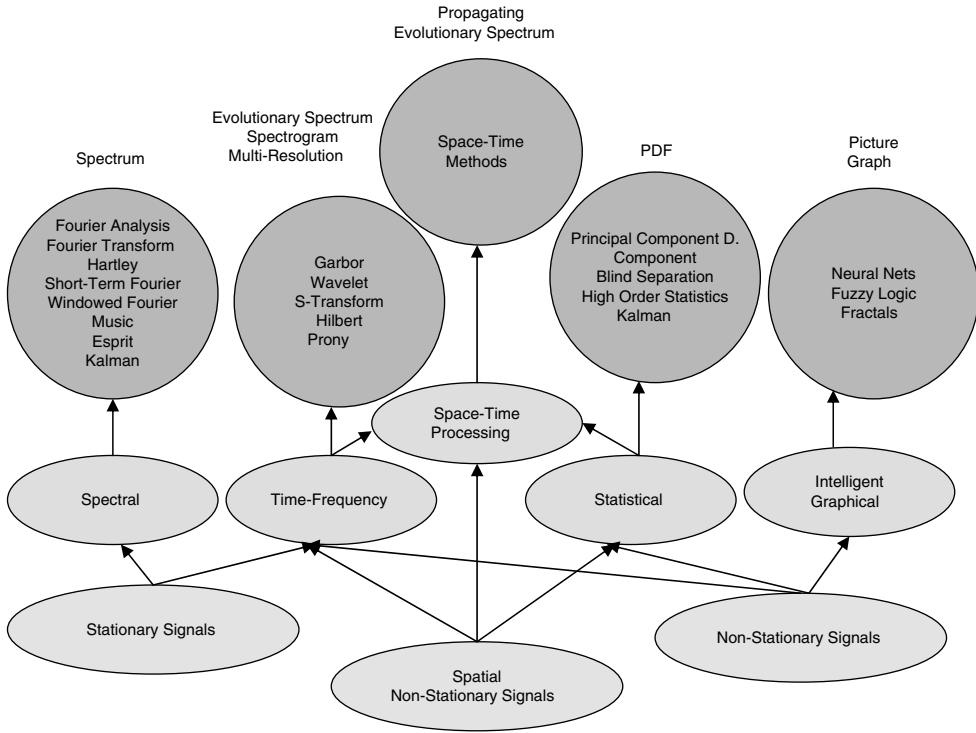 Propagating
Evolutionary Spectrum
Evolutionary Spectrum
Spectrogram
Multi-Resolution
Spectrum
PDF
Picture
Graph
Space-Time
Methods
Fourier Analysis
Fourier Transform
Hartley
Short-Term Fourier
Windowed Fourier
Music
Esprit
Kalman
Garbor
Wavelet
S-Transform
Hilbert
Prony
Principal Component D.
Component
Blind Separation
High Order Statistics
Kalman
Neural Nets
Fuzzy Logic
Fractals
Space-Time
Processing
Spectral
Time-Frequency
Statistical
Intelligent
Graphical
Stationary Signals
Spatial
Non-Stationary Signals
Non-Stationary Signals